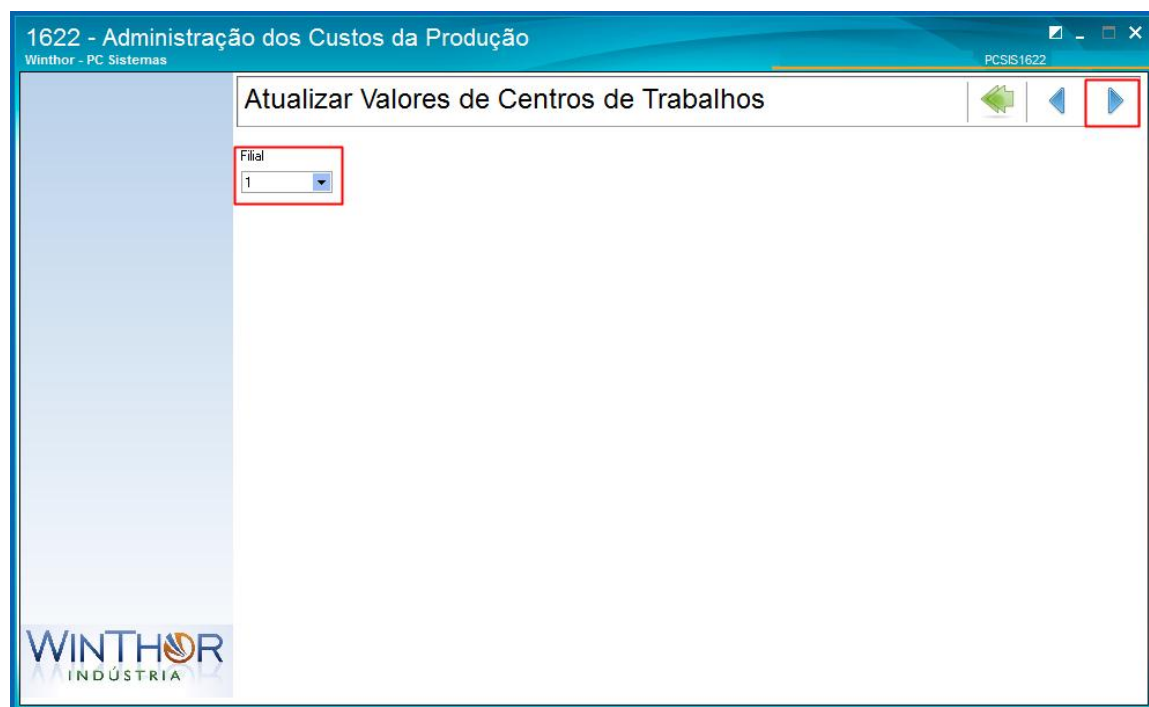 1622 - Administração dos Custos da Produção
Winthor - PC Sistemas
PCSIS1622
Atualizar Valores de Centros de Trabalhos
Filial
1
WINTHOR
INDÚSTRIA